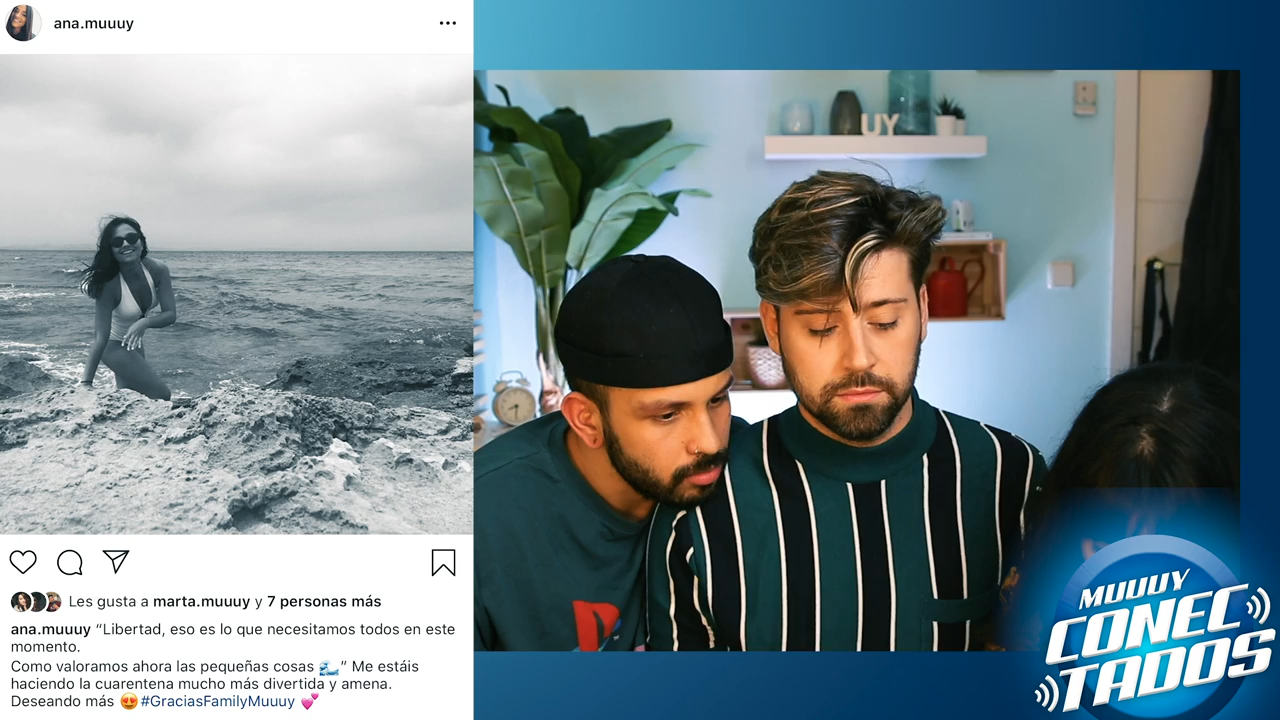 ana.muuuy
Les gusta a marta.muuuy y 7 personas más
ana.muuuy “Libertad, eso es lo que necesitamos todos en este
momento.
Como valoramos ahora las pequeñas cosas 🌊” Me estáis
haciendo la cuarentena mucho más divertida y amena.
Deseando más 😍 #GraciasFamilyMuuuy 💕
UY
MUUUY
CONEC
TADOS